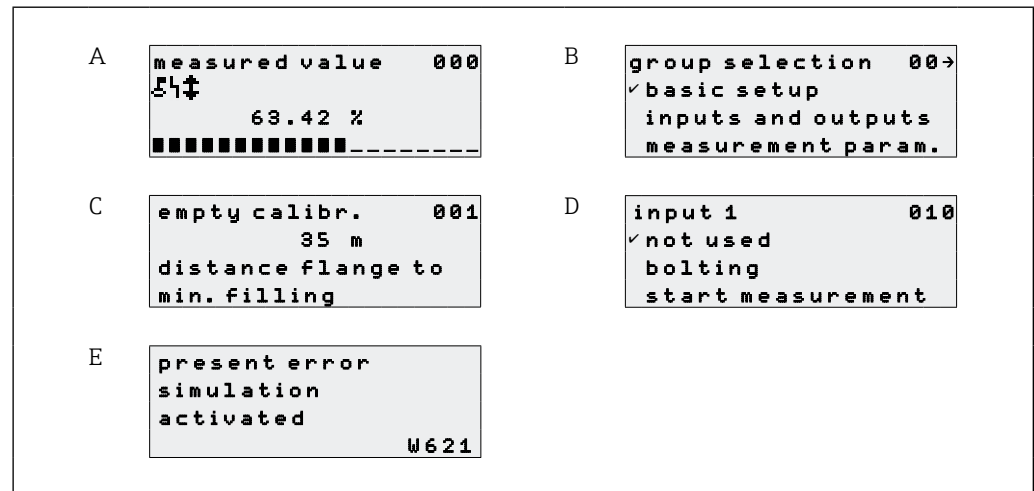 A
measured value 000
63.42 %
B
group selection 00→
✓ basic setup
inputs and outputs
measurement param.
C
empty calibr. 001
35 m
distance flange to
min. filling
D
input 1 010
✓ not used
bolting
start measurement
E
present error
simulation
activated
W621